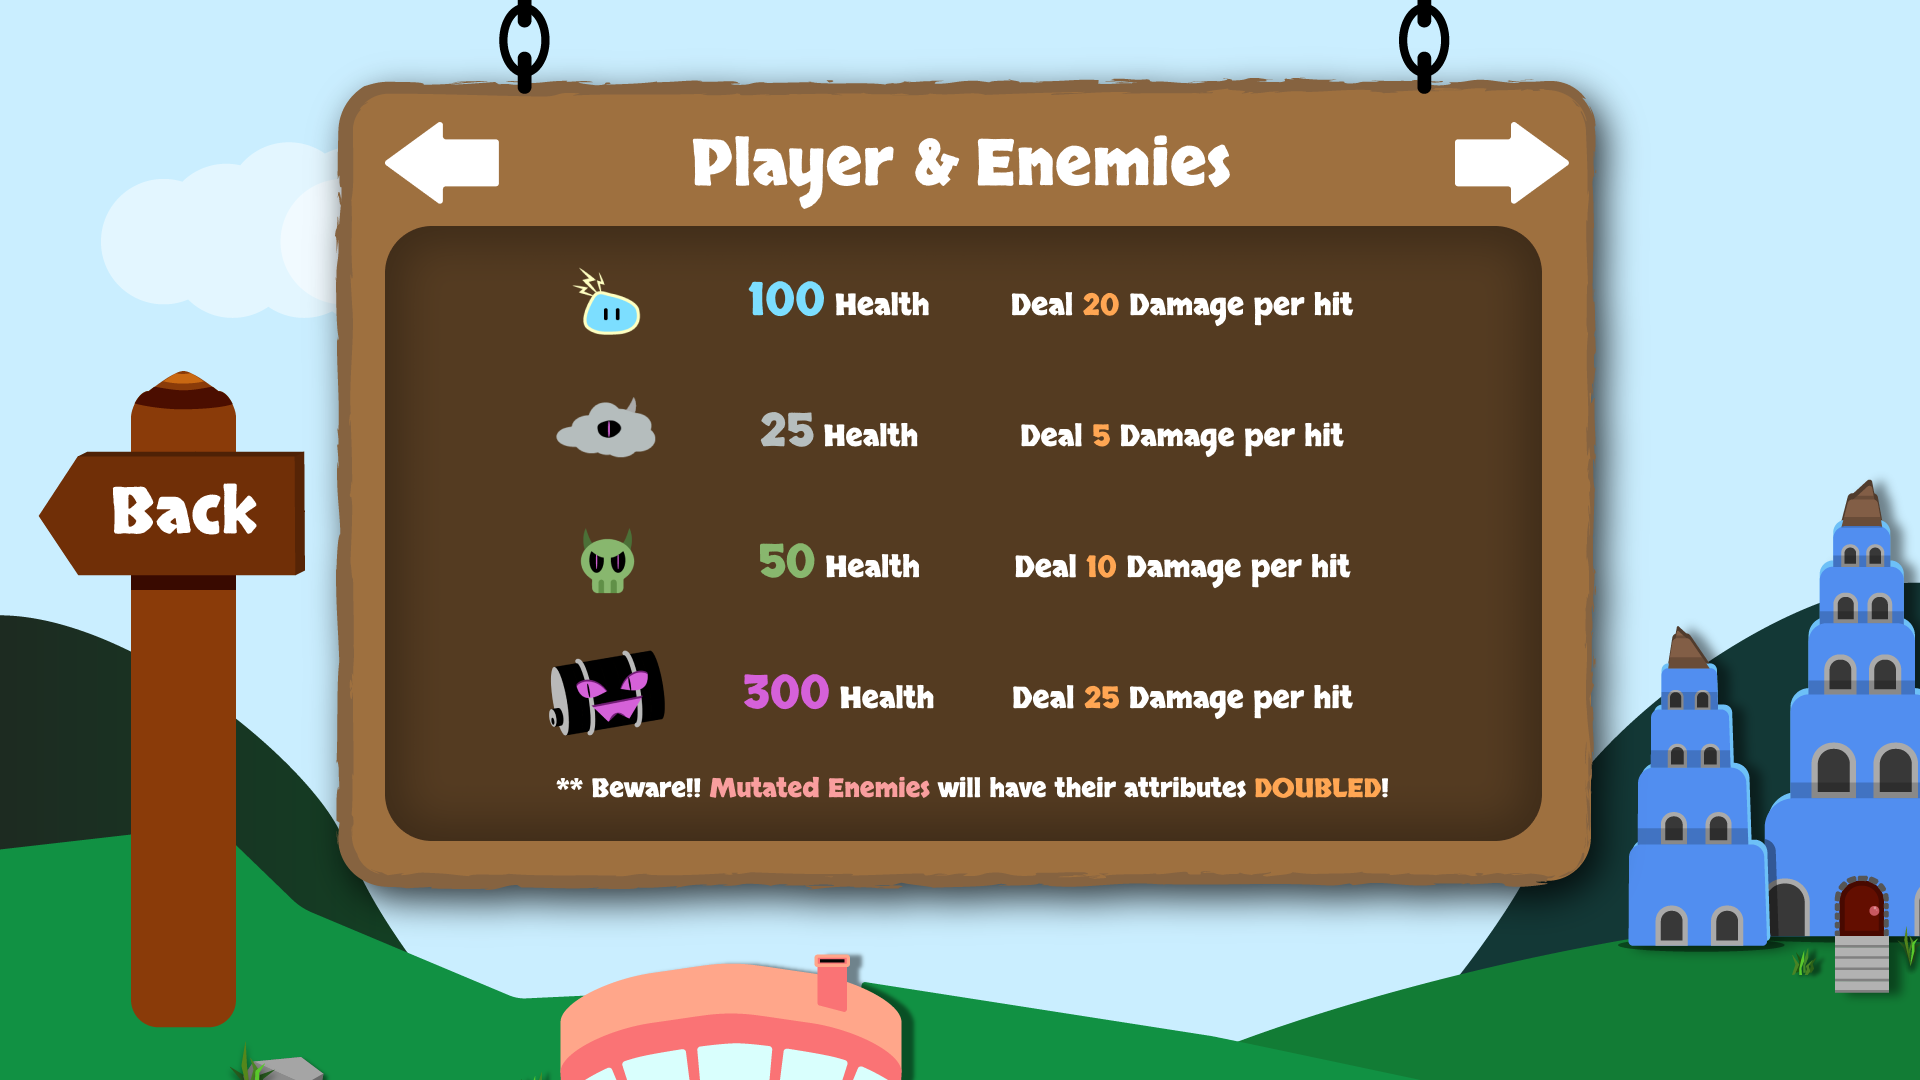 Player & Enemies
100 Health Deal 20 Damage per hit
25 Health Deal 5 Damage per hit
Back
50 Health Deal 10 Damage per hit
300 Health Deal 25 Damage per hit
** Beware!! Mutated Enemies will have their attributes DOUBLED!